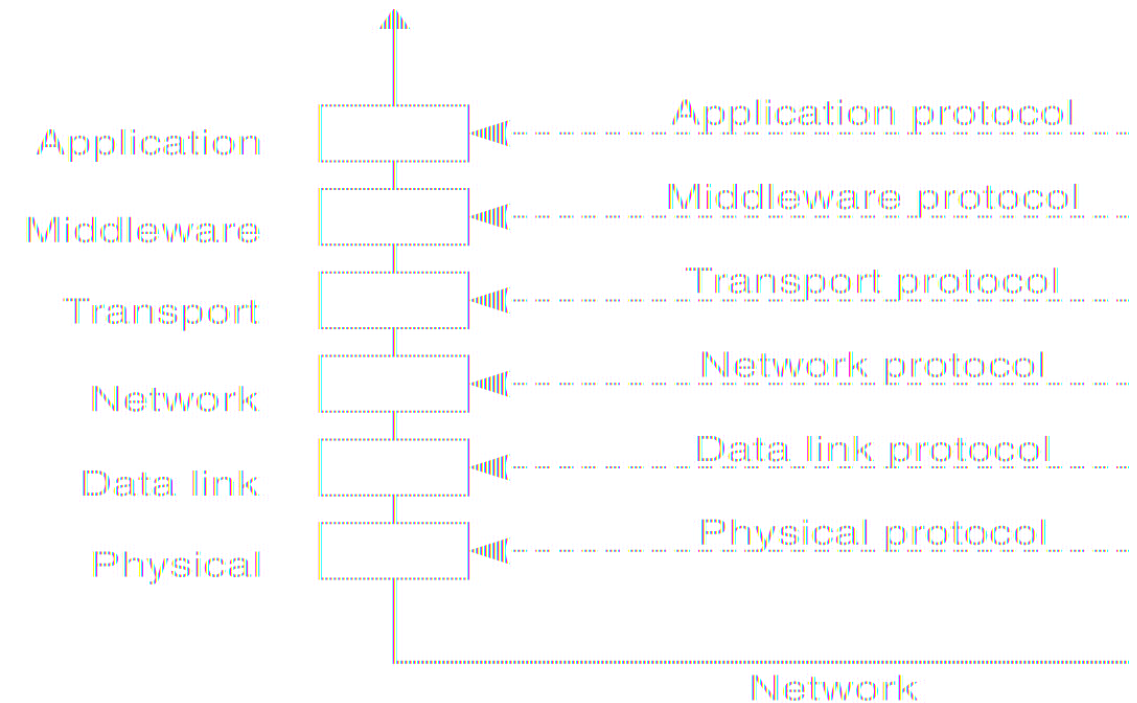 Application protocol
Application
Middleware protocol
Middleware
Transport protocol
Transport
Network protocol
Network
Data link protocol
Data link
Physical protocol
Physical
Network